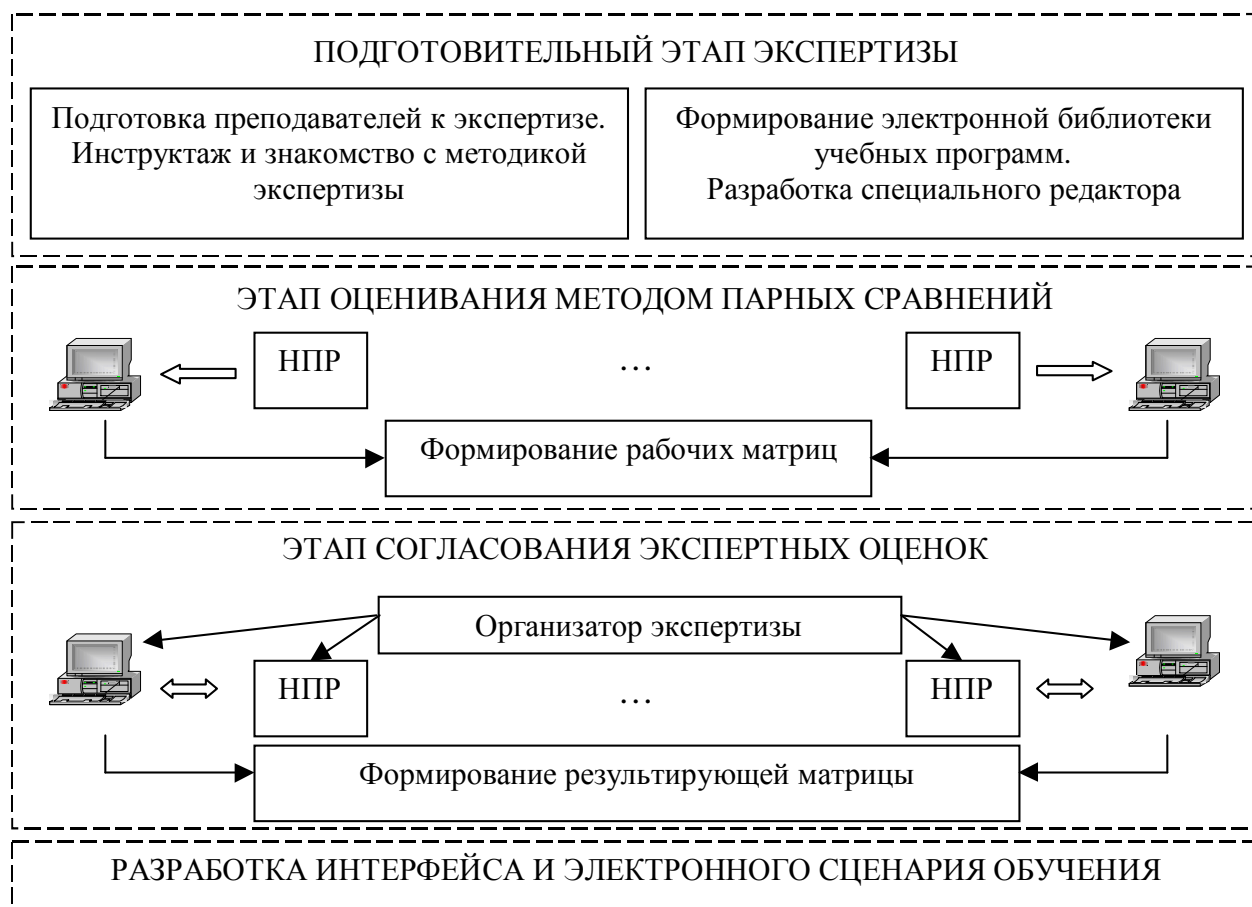 ПОДГОТОВИТЕЛЬНЫЙ ЭТАП ЭКСПЕРТИЗЫ
Подготовка преподавателей к экспертизе.
Инструктаж и знакомство с методикой
экспертизы
Формирование электронной библиотеки
учебных программ.
Разработка специального редактора
ЭТАП ОЦЕНИВАНИЯ МЕТОДОМ ПАРНЫХ СРАВНЕНИЙ
НПР
…
НПР
Формирование рабочих матриц
ЭТАП СОГЛАСОВАНИЯ ЭКСПЕРТНЫХ ОЦЕНОК
Организатор экспертизы
НПР
…
НПР
Формирование результирующей матрицы
РАЗРАБОТКА ИНТЕРФЕЙСА И ЭЛЕКТРОННОГО СЦЕНАРИЯ ОБУЧЕНИЯ